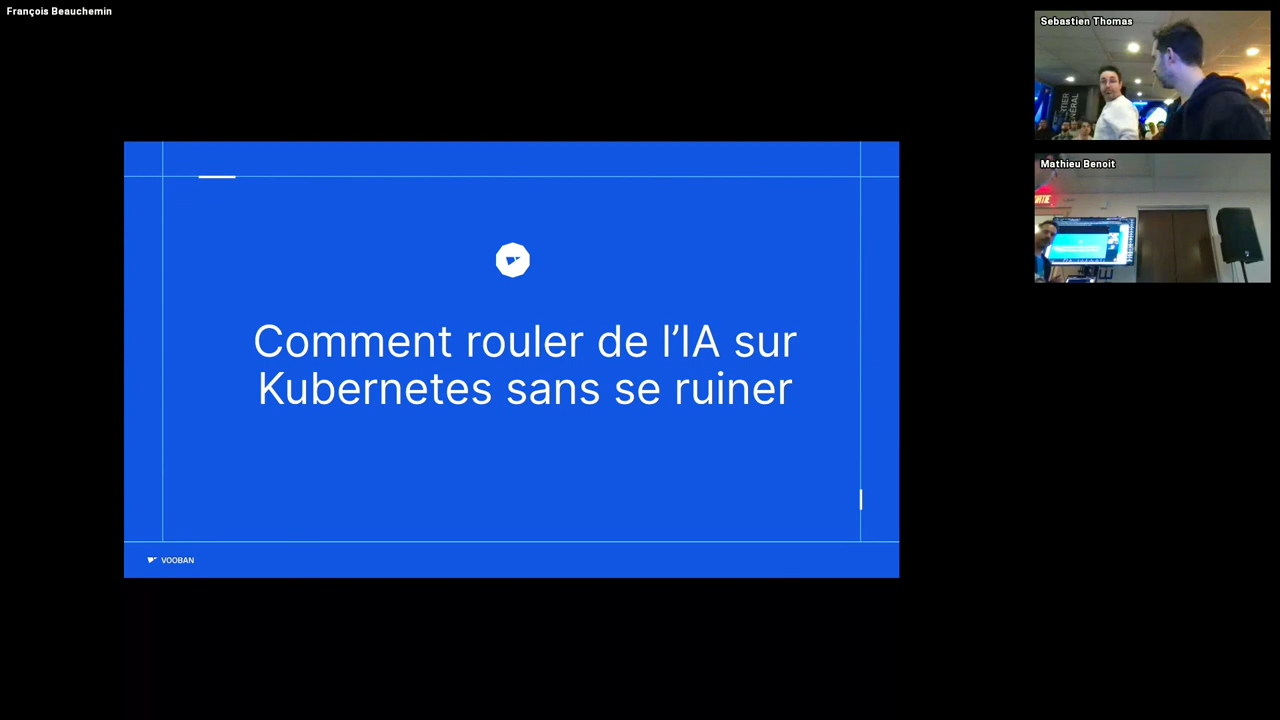 François Beauchemin
Sebastien Thomas
Mathieu Benoit
Comment rouler de l’IA sur
Kubernetes sans se ruiner
VOOBAN